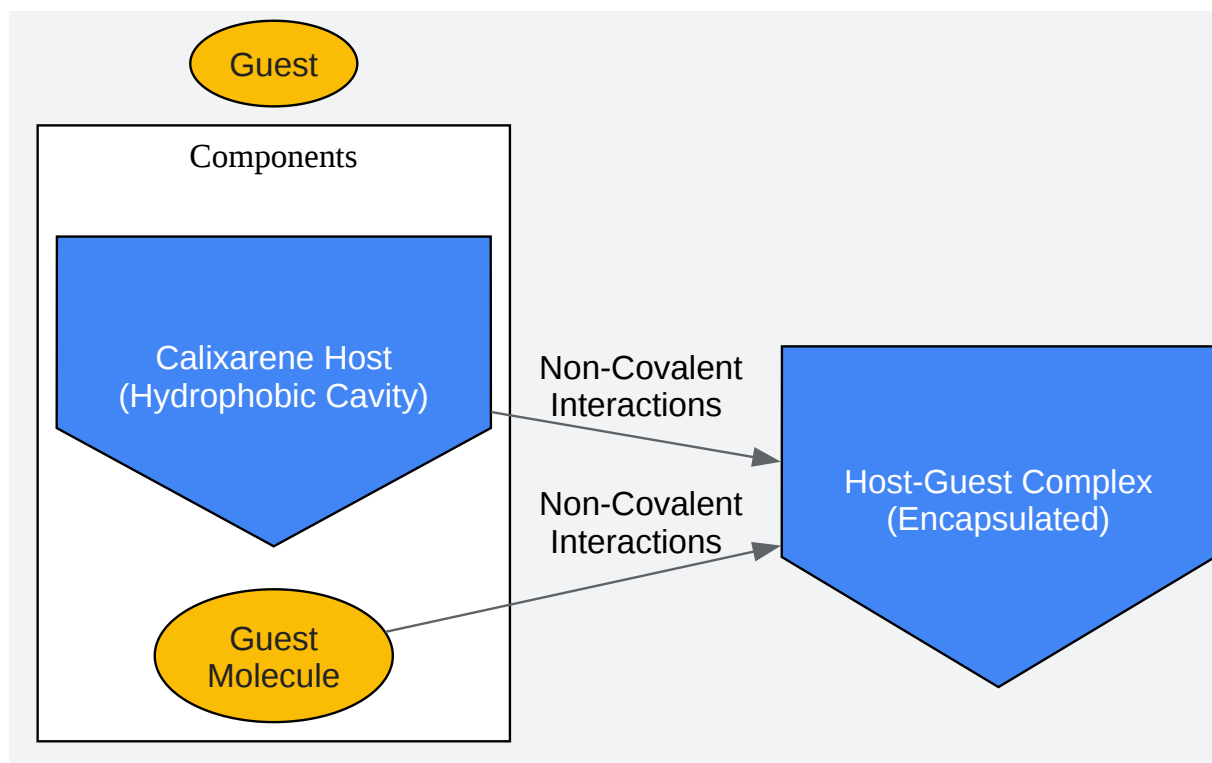 Guest
Components
Calixarene Host
(Hydrophobic Cavity)
Non-Covalent
Interactions
Host-Guest Complex
(Encapsulated)
Non-Covalent
Interactions
Guest
Molecule